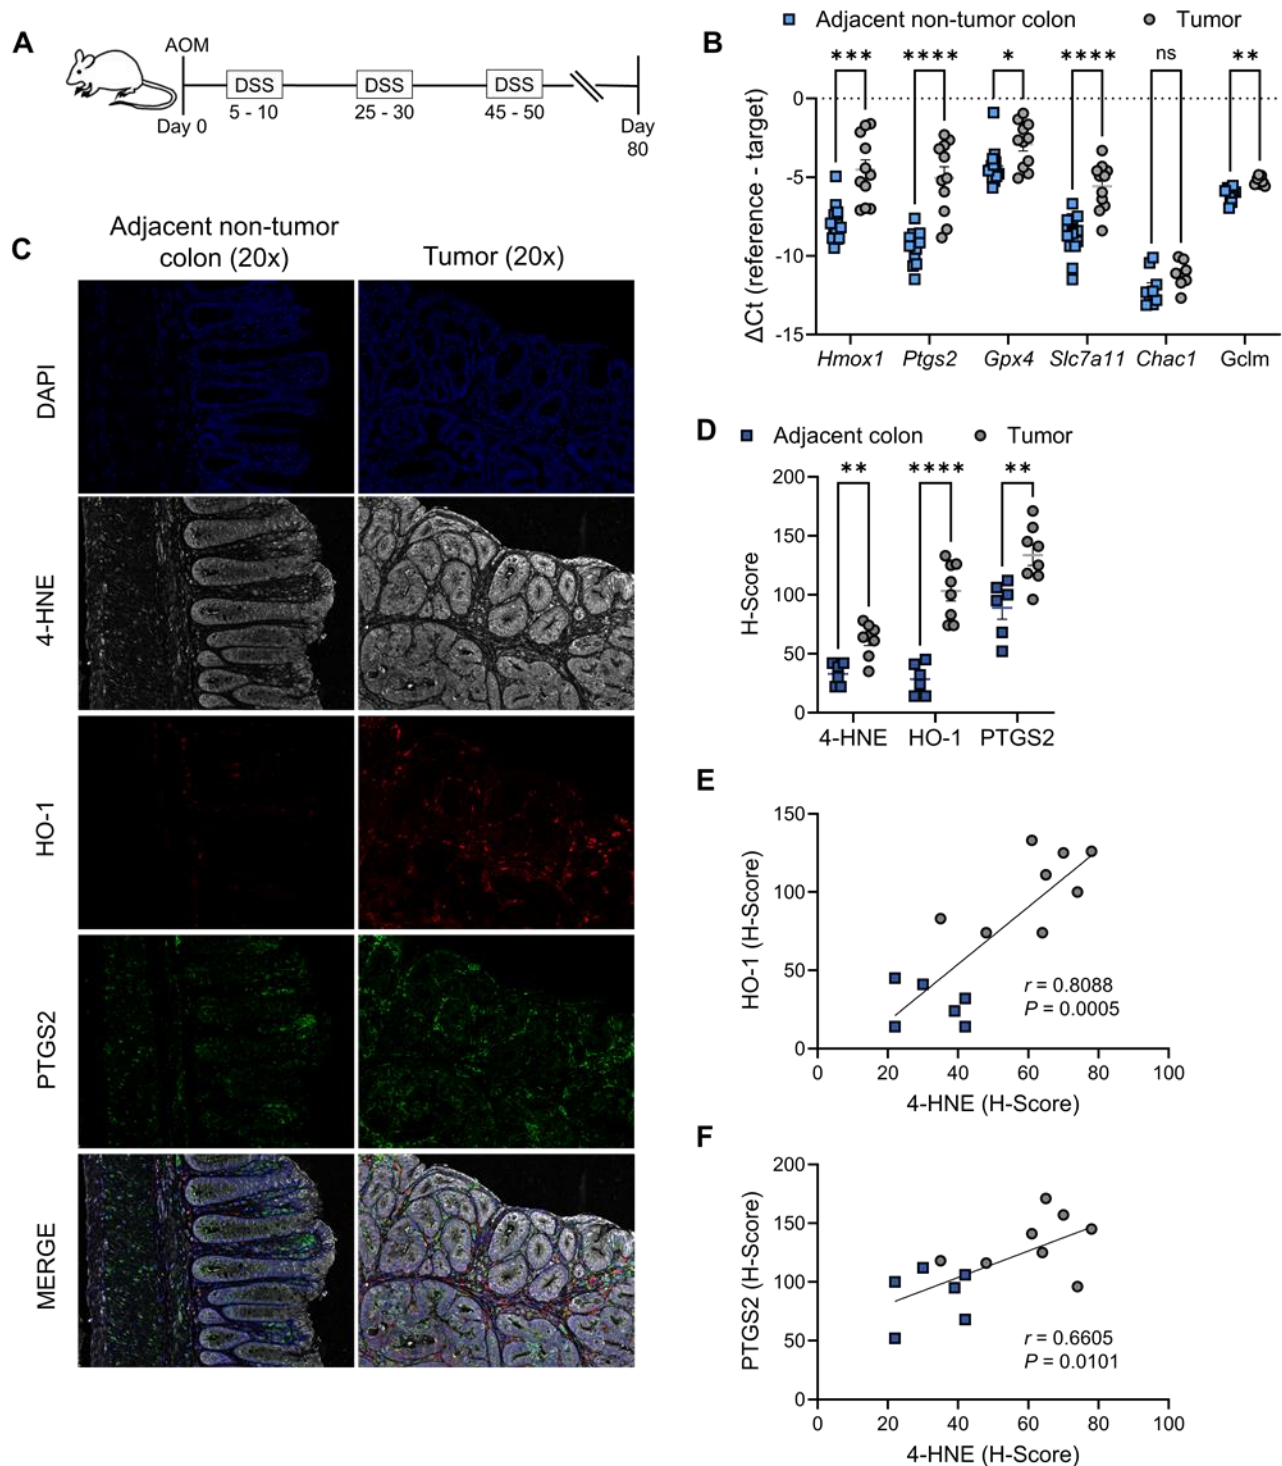 A
AOM
DSS
DSS
DSS
5 - 10
25 - 30
45 - 50
Day 0
Day
80
B
Adjacent non-tumor colon
Tumor
***
****
*
****
ns
**
ΔCt (reference - target)
0
-5
-10
-15
Hmox1
Ptgs2
Gpx4
Slc7a11
Chac1
Gclm
C
Adjacent non-tumor
colon (20x)
Tumor (20x)
DAPI
4-HNE
HO-1
PTGS2
MERGE
D
Adjacent colon
Tumor
**
****
**
H-Score
200
150
100
50
0
4-HNE
HO-1
PTGS2
E
HO-1 (H-Score)
150
100
50
0
r = 0.8088
P = 0.0005
0
20
40
60
80
100
4-HNE (H-Score)
F
PTGS2 (H-Score)
200
150
100
50
0
r = 0.6605
P = 0.0101
0
20
40
60
80
100
4-HNE (H-Score)